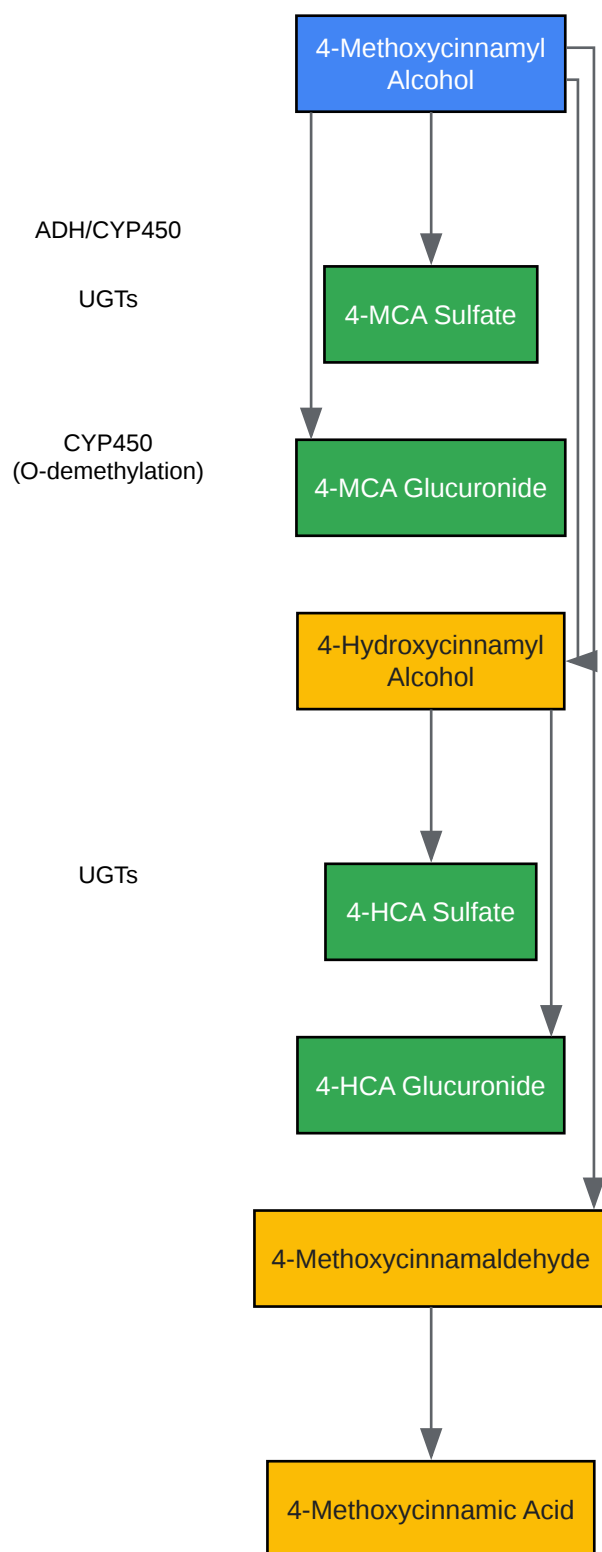 4-Methoxycinnamyl
Alcohol
ADH/CYP450
UGTs
4-MCA Sulfate
CYP450
(O-demethylation)
4-MCA Glucuronide
4-Hydroxycinnamyl
Alcohol
UGTs
4-HCA Sulfate
4-HCA Glucuronide
4-Methoxycinnamaldehyde
4-Methoxycinnamic Acid